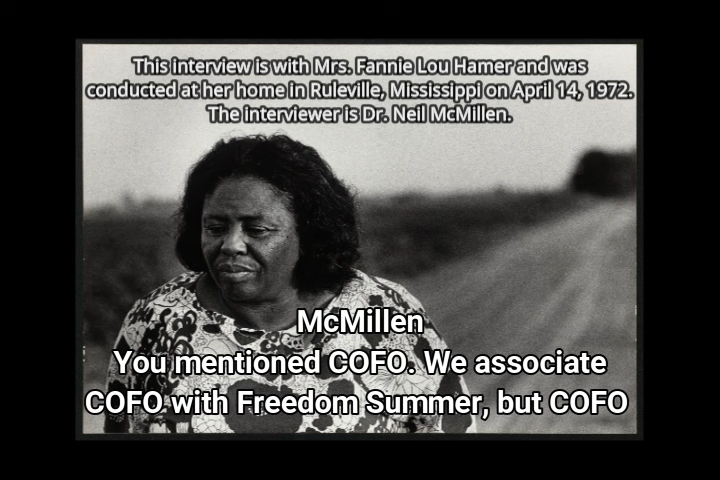 This interview is with Mrs. Fannie Lou Hamer and was
conducted at her home in Ruleville, Mississippi on April 14, 1972.
The interviewer is Dr. Neil McMillen.
McMillen
You mentioned COFO. We associate
COFO with Freedom Summer, but COFO